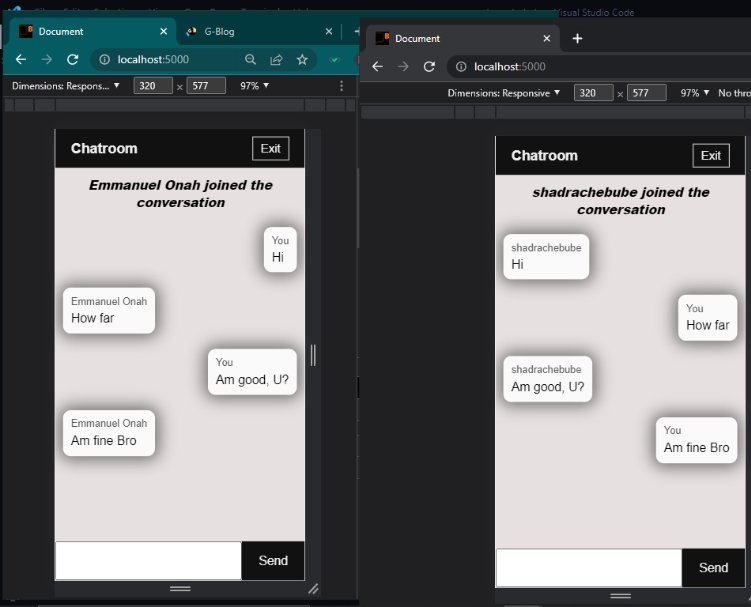 Visual Studio Code
Document
G-Blog
localhost:5000
Dimensions: Respons...
320
×
577
97%
Chatroom
Exit
Emmanuel Onah joined the
conversation
You
Hi
Emmanuel Onah
How far
You
Am good, U?
Emmanuel Onah
Am fine Bro
Send
Document
localhost:5000
Dimensions: Responsive
320
×
577
97%
No thro
Chatroom
Exit
shadrachebube joined the
conversation
shadrachebube
Hi
You
How far
shadrachebube
Am good, U?
You
Am fine Bro
Send